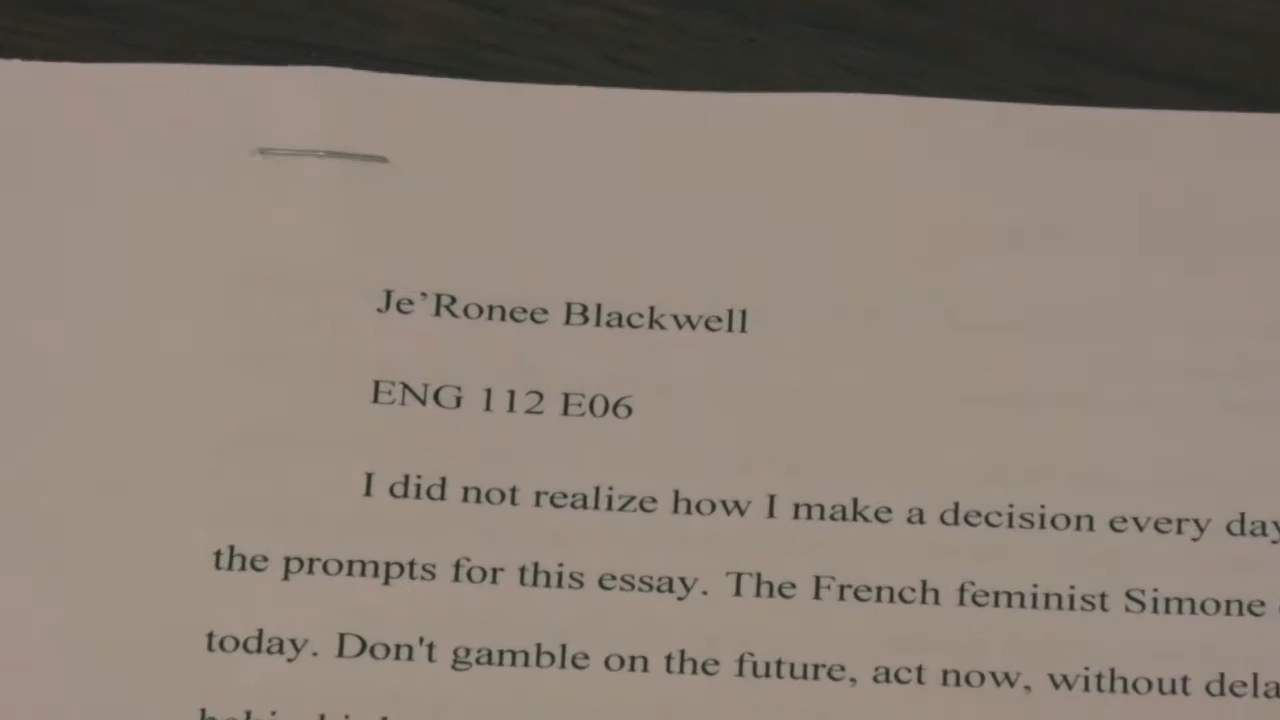 Je’Ronee Blackwell
ENG 112 E06
I did not realize how I make a decision every day
the prompts for this essay. The French feminist Simone
today. Don't gamble on the future, act now, without dela